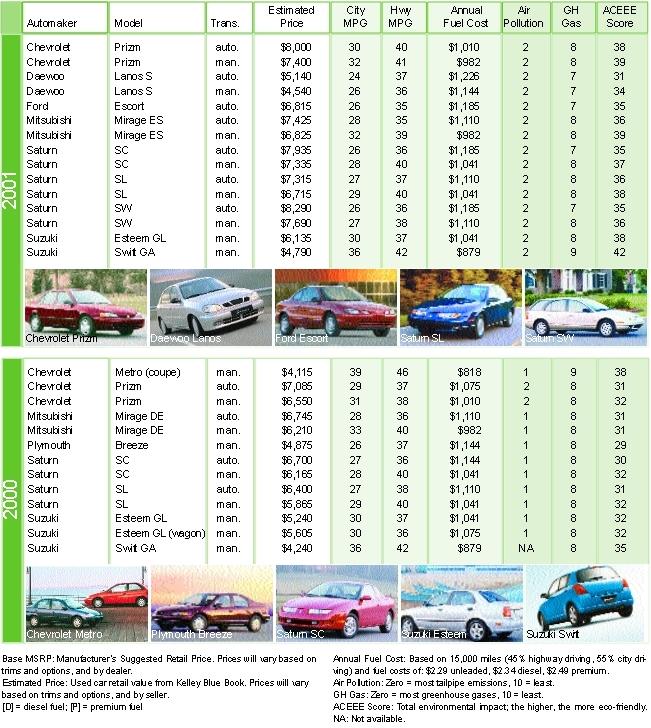 Automaker Model Trans. Estimated Price City MPG Hwy MPG Annual Fuel Cost Air Pollution GH Gas ACEEE Score
2001
Chevrolet Prizm auto. $8,000 30 40 $1,010 2 8 38
Chevrolet Prizm man. $7,400 32 41 $982 2 8 39
Daewoo Lanos S auto. $5,140 24 37 $1,226 2 7 31
Daewoo Lanos S man. $4,540 26 36 $1,144 2 7 34
Ford Escort auto. $6,815 26 35 $1,185 2 7 35
Mitsubishi Mirage ES auto. $7,425 28 35 $1,110 2 8 36
Mitsubishi Mirage ES man. $6,825 32 39 $982 2 8 39
Saturn SC auto. $7,935 26 36 $1,185 2 7 35
Saturn SC man. $7,335 28 40 $1,041 2 8 37
Saturn SL auto. $7,315 27 37 $1,110 2 8 36
Saturn SL man. $6,715 29 40 $1,041 2 8 38
Saturn SW auto. $8,290 26 36 $1,185 2 7 35
Saturn SW man. $7,690 27 38 $1,110 2 8 36
Suzuki Esteem GL man. $6,135 30 37 $1,041 2 8 38
Suzuki Swift GA man. $4,790 36 42 $879 2 9 42
Chevrolet Prizm Daewoo Lanos Ford Escort Saturn SL Saturn SW
2000
Chevrolet Metro (coupe) man. $4,115 39 46 $818 1 9 38
Chevrolet Prizm auto. $7,085 29 37 $1,075 2 8 31
Chevrolet Prizm man. $6,550 31 38 $1,010 2 8 32
Mitsubishi Mirage DE auto. $6,745 28 36 $1,110 1 8 31
Mitsubishi Mirage DE man. $6,210 33 40 $982 1 8 31
Plymouth Breeze man. $4,875 26 37 $1,144 1 8 29
Saturn SC auto. $6,700 27 36 $1,144 1 8 30
Saturn SC man. $6,165 28 40 $1,041 1 8 32
Saturn SL auto. $6,400 27 38 $1,110 1 8 31
Saturn SL man. $5,865 29 40 $1,041 1 8 32
Suzuki Esteem GL man. $5,240 30 37 $1,041 1 8 32
Suzuki Esteem GL (wagon) man. $5,605 30 36 $1,075 1 8 32
Suzuki Swift GA man. $4,240 36 42 $879 NA 8 35
Chevrolet Metro Plymouth Breeze Saturn SC Suzuki Esteem Suzuki Swift
Base MSRP: Manufacturer's Suggested Retail Price. Prices will vary based on
trims and options, and by dealer.
Estimated Price: Used car retail value from Kelley Blue Book. Prices will vary
based on trims and options, and by seller.
[D] = diesel fuel; [P] = premium fuel
Annual Fuel Cost: Based on 15,000 miles (45% highway driving, 55% city dri-
ving) and fuel costs of: $2.29 unleaded, $2.34 diesel, $2.49 premium.
Air Pollution: Zero = most tailpipe emissions, 10 = least.
GH Gas: Zero = most greenhouse gases, 10 = least.
ACEEE Score: Total environmental impact; the higher, the more eco-friendly.
NA: Not available.